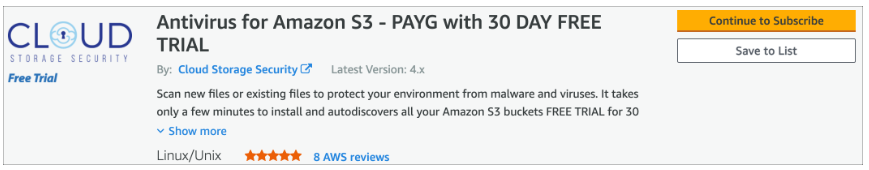 CLOUD
STORAGE SECURITY
Free Trial
Antivirus for Amazon S3 - PAYG with 30 DAY FREE
TRIAL
By: Cloud Storage Security Latest Version: 4.x
Scan new files or existing files to protect your environment from malware and viruses. It takes
only a few minutes to install and autodiscovers all your Amazon S3 buckets FREE TRIAL for 30
Show more
Linux/Unix 8 AWS reviews
Continue to Subscribe
Save to List